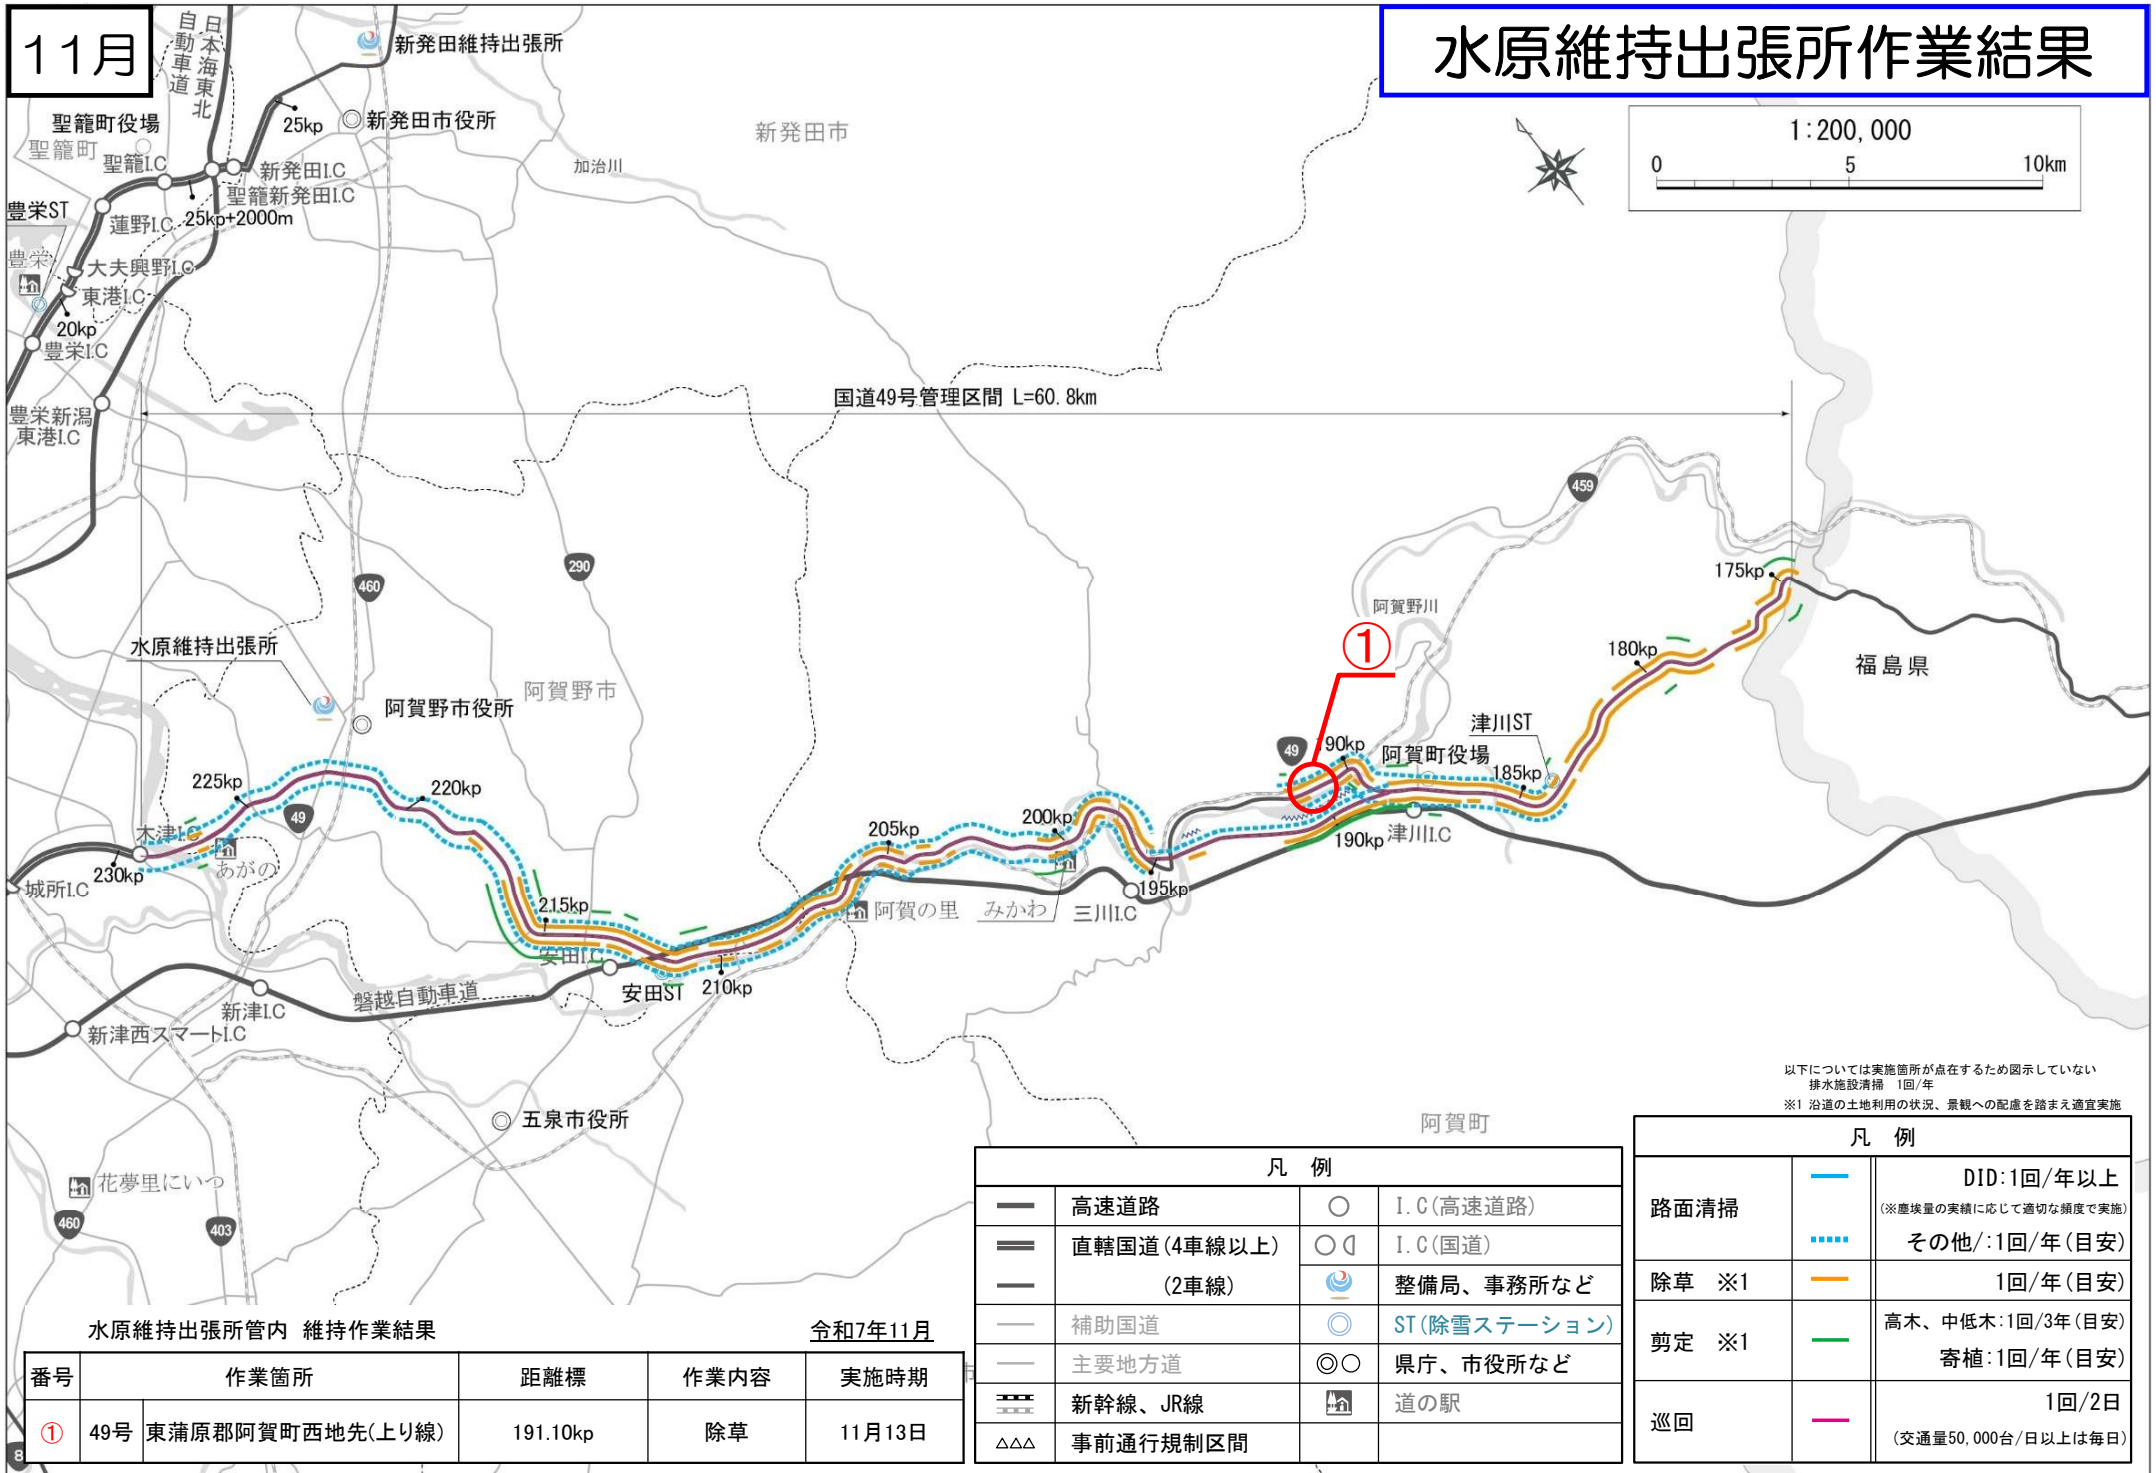 11月
水原維持出張所作業結果
日本海東北
自動車道
新発田維持出張所
聖籠町役場
聖籠町
聖籠I.C
25kp
新発田市役所
新発田市
加治川
新発田I.C
聖籠新発田I.C
25kp+2000m
豊栄ST
蓮野I.C
豊栄
大夫興野I.C
東港I.C
20kp
豊栄I.C
豊栄新潟
東港I.C
1:200,000
0 5 10km
国道49号管理区間 L=60.8km
459
290
460
水原維持出張所
阿賀野市
阿賀野市役所
阿賀野川
①
175kp
180kp
福島県
津川ST
49
190kp
阿賀町役場
185kp
225kp
220kp
49
木津I.C
あがの
230kp
城所I.C
205kp
200kp
190kp
津川I.C
195kp
215kp
阿賀の里
みかわ
三川I.C
安田I.C
安田ST
210kp
磐越自動車道
新津I.C
新津西スマートI.C
五泉市役所
阿賀町
花夢里にいつ
460
403
8
市
以下については実施箇所が点在するため図示していない
排水施設清掃 1回/年
※1 沿道の土地利用の状況、景観への配慮を踏まえ適宜実施
凡 例
高速道路 I.C(高速道路)
直轄国道(4車線以上) I.C(国道)
(2車線) 整備局、事務所など
補助国道 ST(除雪ステーション)
主要地方道 県庁、市役所など
新幹線、JR線 道の駅
事前通行規制区間
凡 例
路面清掃 DID:1回/年以上
(※塵埃量の実績に応じて適切な頻度で実施)
その他/:1回/年(目安)
除草 ※1 1回/年(目安)
剪定 ※1 高木、中低木:1回/3年(目安)
寄植:1回/年(目安)
巡回 1回/2日
(交通量50,000台/日以上は毎日)
水原維持出張所管内 維持作業結果 令和7年11月
番号 作業箇所 距離標 作業内容 実施時期
① 49号 東蒲原郡阿賀町西地先(上り線) 191.10kp 除草 11月13日